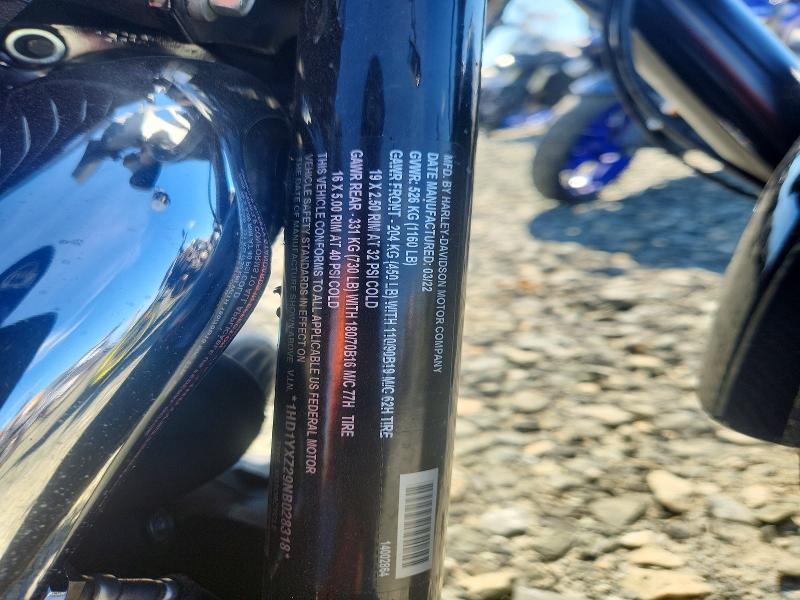 MFD. BY HARLEY-DAVIDSON MOTOR COMPANY
DATE MANUFACTURED: 03/22
GVWR: 526 KG (1160 LB)
GAWR FRONT - 204 KG (450 LB) WITH 110/90B19 M/C 62H TIRE
19 X 2.50 RIM AT 32 PSI COLD
GAWR REAR - 331 KG (730 LB) WITH 180/70B16 M/C 77H TIRE
16 X 5.00 RIM AT 40 PSI COLD
THIS VEHICLE CONFORMS TO ALL APPLICABLE US FEDERAL MOTOR
VEHICLE SAFETY STANDARDS IN EFFECT ON
THE DATE OF MANUFACTURE SHOWN ABOVE V.I.N. *1HD1YXZ29NB028318*
14002864